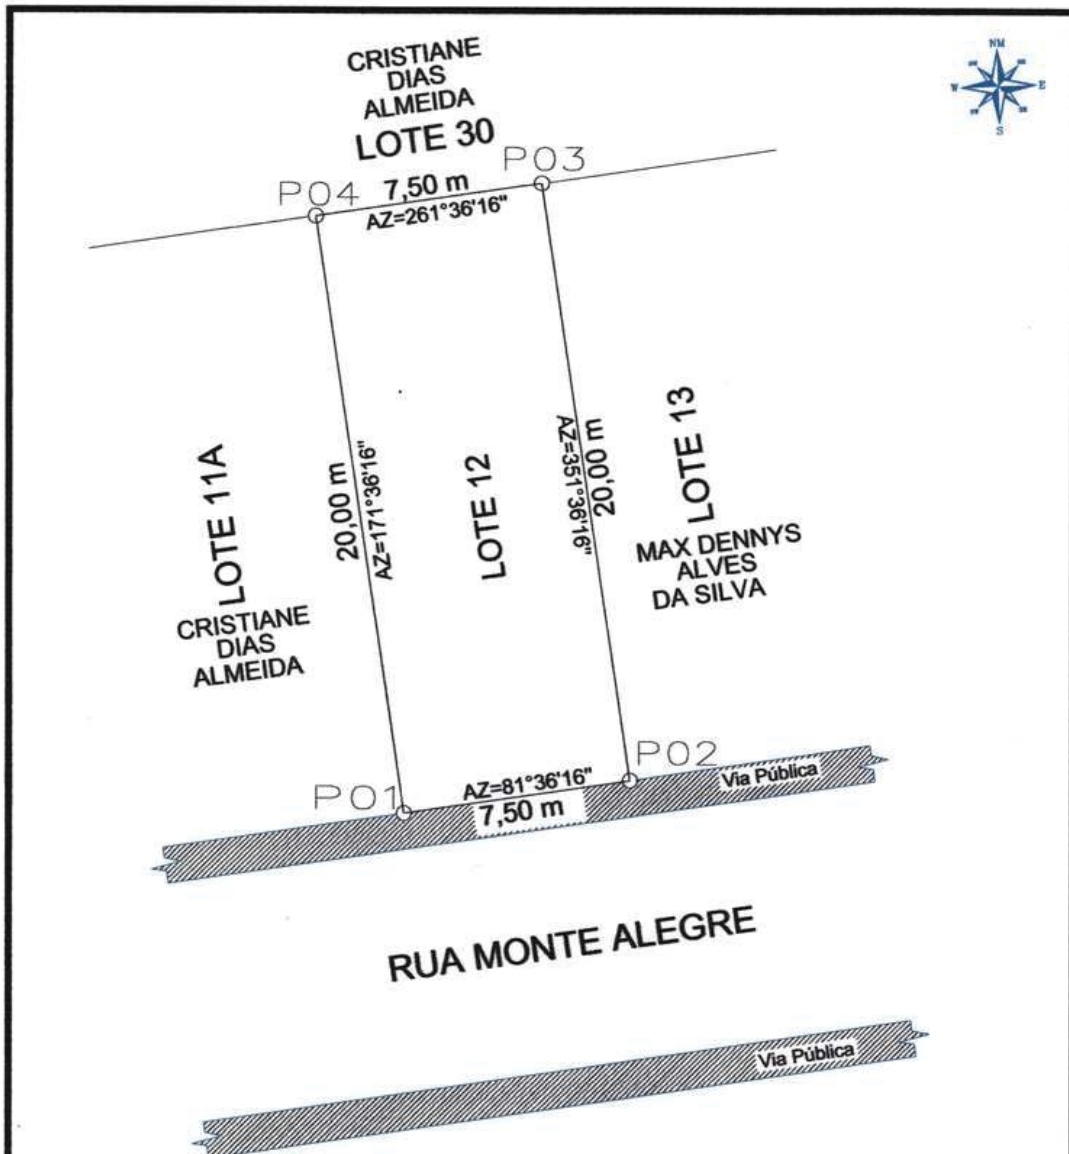 CRISTIANE
DIAS
ALMEIDA
LOTE 30
NM
W
E
S
P04
7,50 m
P03
AZ=261°36'16"
LOTE 11A
CRISTIANE
DIAS
ALMEIDA
20,00 m
AZ=171°36'16"
LOTE 12
AZ=351°36'16"
20,00 m
LOTE 13
MAX DENNYS
ALVES
DA SILVA
P01
AZ=81°36'16"
7,50 m
P02
Via Pública
RUA MONTE ALEGRE
Via Pública